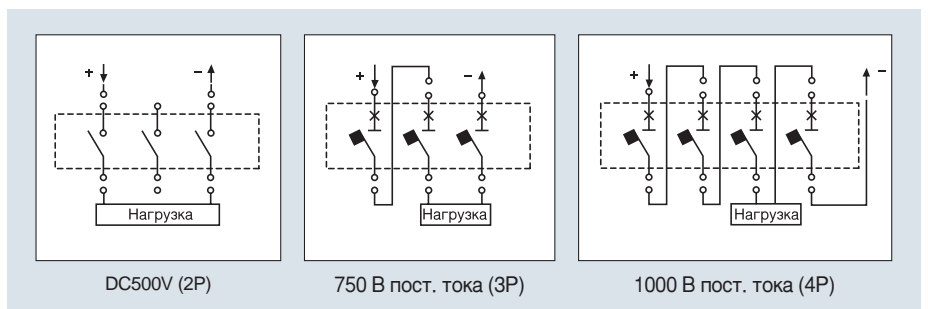 + −
Нагрузка
DC500V (2P)
+ −
Нагрузка
750 В пост. тока (3P)
+ −
Нагрузка
1000 В пост. тока (4P)